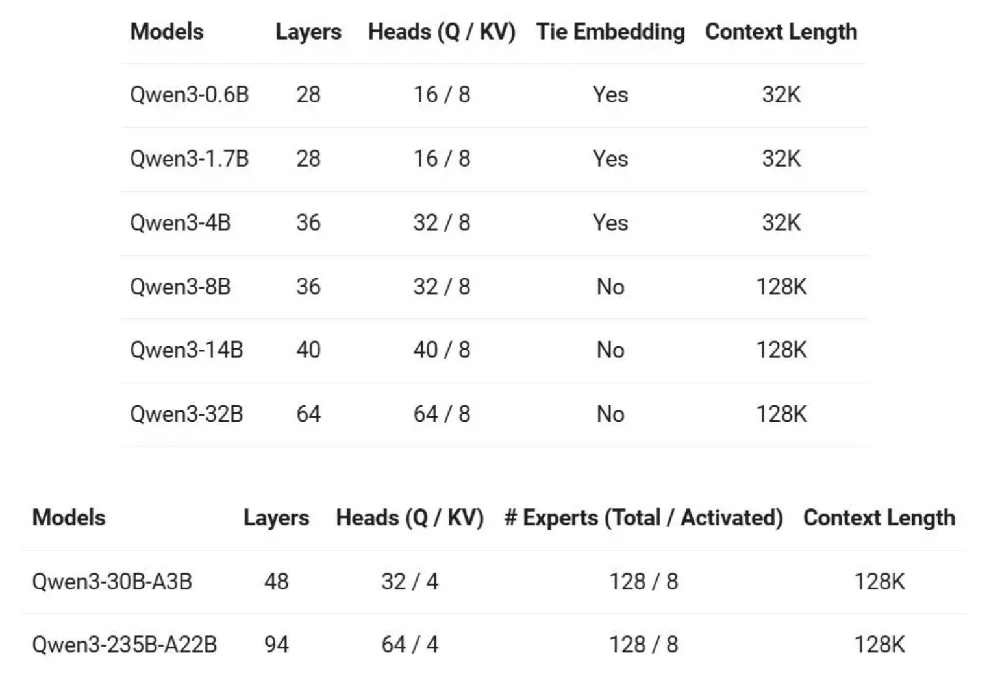 Models Layers Heads (Q / KV) Tie Embedding Context Length
Qwen3-0.6B 28 16 / 8 Yes 32K
Qwen3-1.7B 28 16 / 8 Yes 32K
Qwen3-4B 36 32 / 8 Yes 32K
Qwen3-8B 36 32 / 8 No 128K
Qwen3-14B 40 40 / 8 No 128K
Qwen3-32B 64 64 / 8 No 128K
Models Layers Heads (Q / KV) # Experts (Total / Activated) Context Length
Qwen3-30B-A3B 48 32 / 4 128 / 8 128K
Qwen3-235B-A22B 94 64 / 4 128 / 8 128K